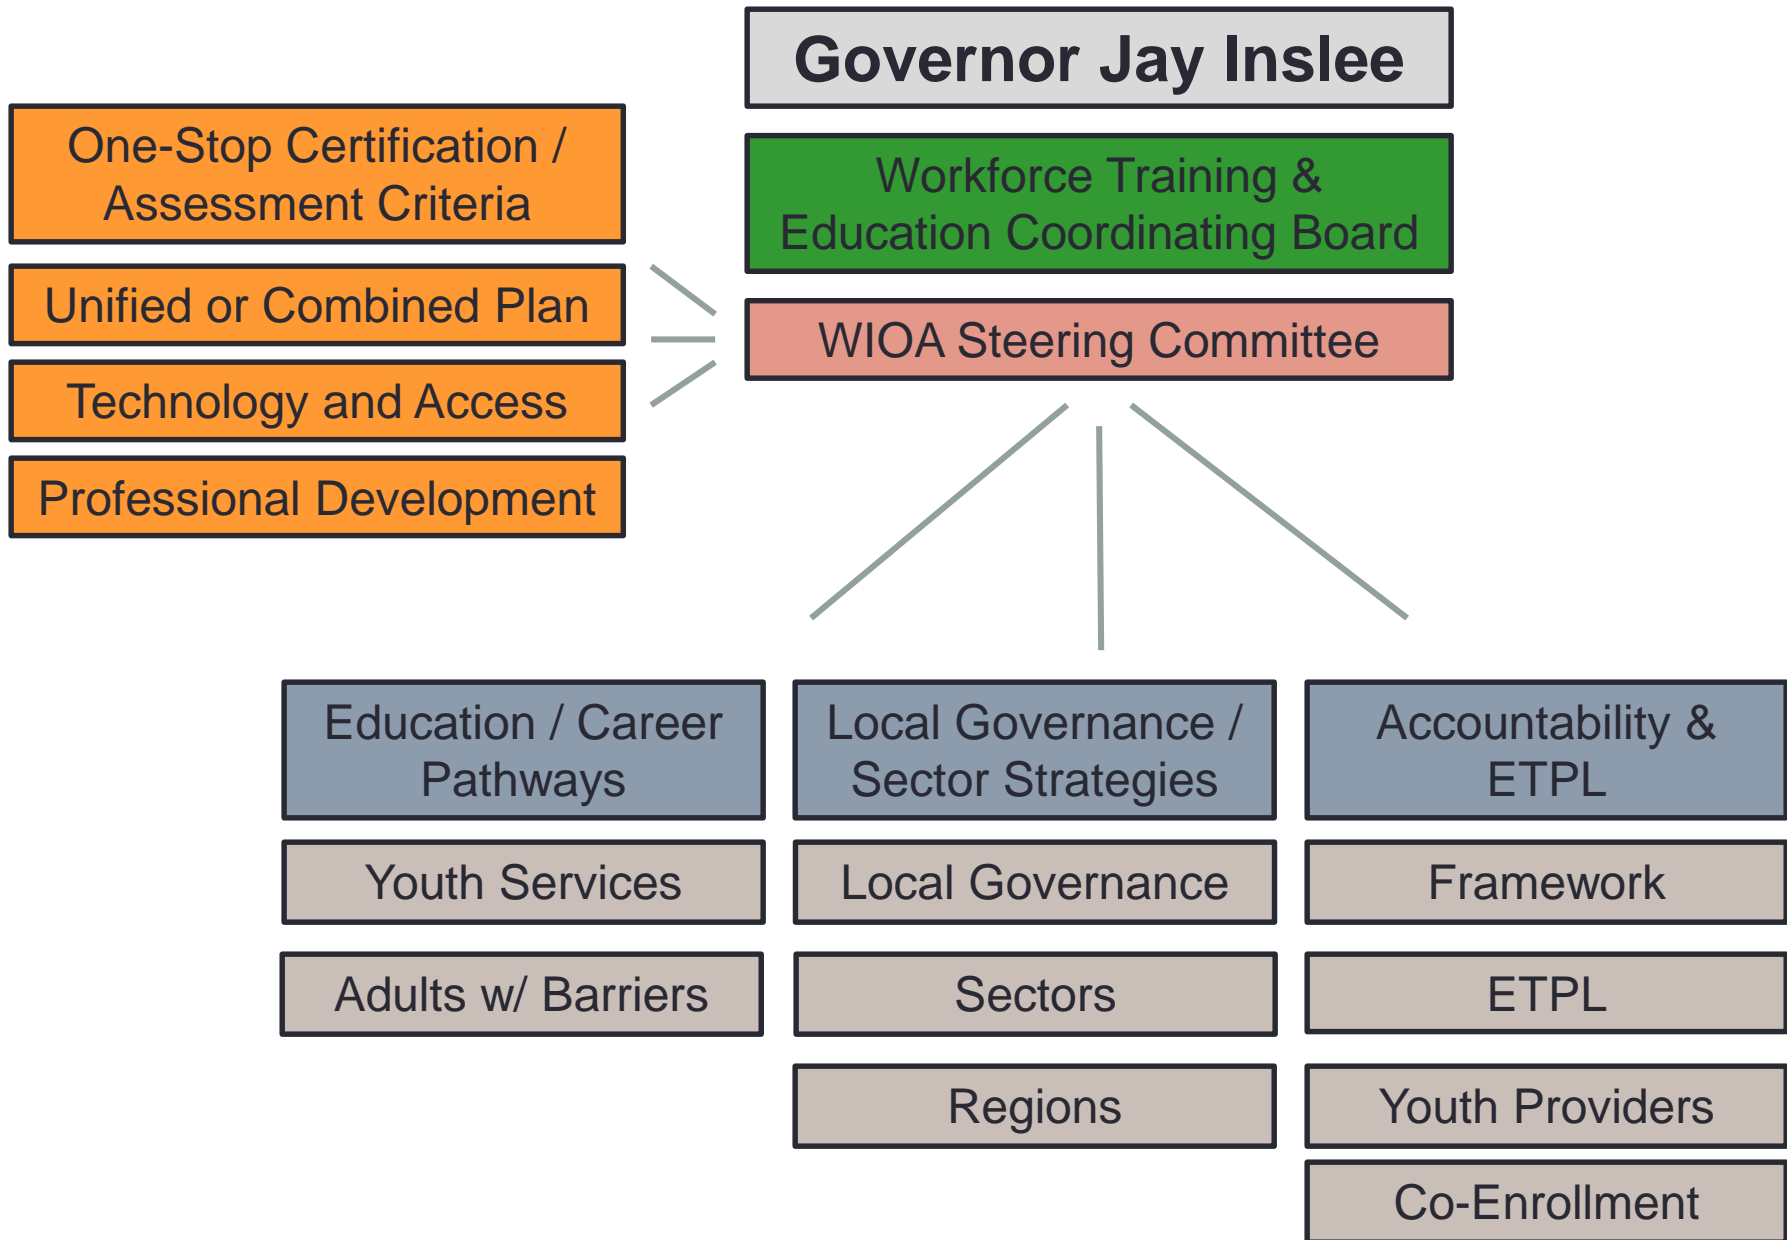 Governor Jay Inslee
Workforce Training &
Education Coordinating Board
WIOA Steering Committee
One-Stop Certification /
Assessment Criteria
Unified or Combined Plan
Technology and Access
Professional Development
Education / Career
Pathways
Youth Services
Adults w/ Barriers
Local Governance /
Sector Strategies
Local Governance
Sectors
Regions
Accountability &
ETPL
Framework
ETPL
Youth Providers
Co-Enrollment